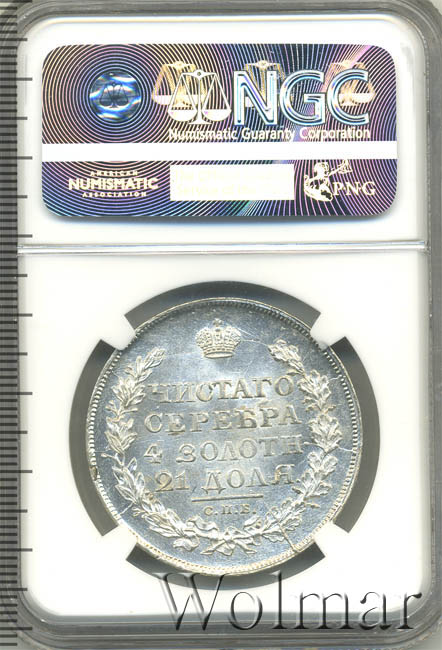 NGC
Numismatic Guaranty Corporation
AMERICAN
NUMISMATIC
ASSOCIATION
PNG
ЧИСТАГО
СЕРЕБРА
4 ЗОЛОТН
21 ДОЛЯ.
С.П.Б.
Wolmar